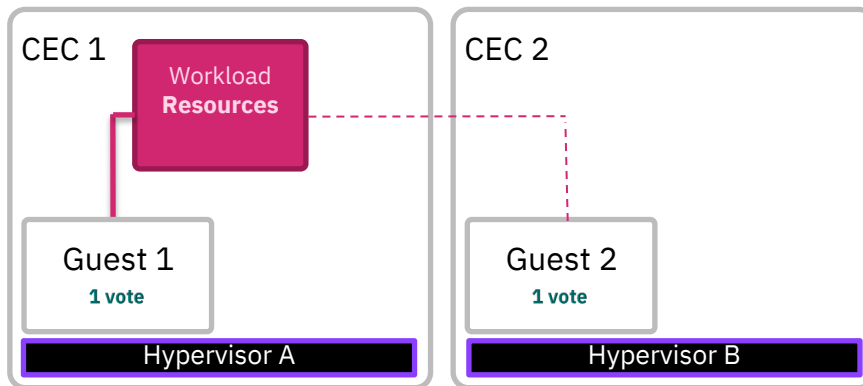 CEC 1
Workload
Resources
Guest 1
1 vote
Hypervisor A
CEC 2
Guest 2
1 vote
Hypervisor B